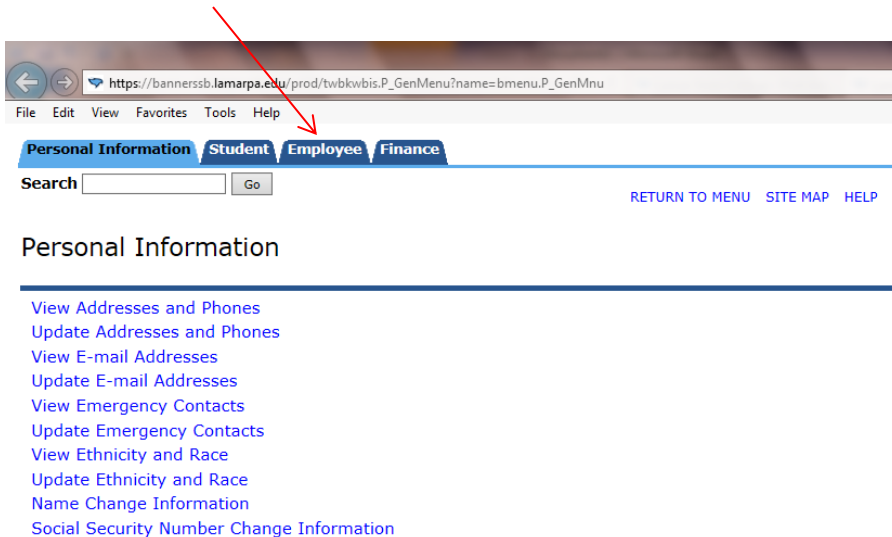 https://bannerssb.lamarpa.edu/prod/twbkwbis.P_GenMenu?name=bmenu.P_GenMnu
File Edit View Favorites Tools Help
Personal Information Student Employee Finance
Search Go
RETURN TO MENU SITE MAP HELP
Personal Information
View Addresses and Phones
Update Addresses and Phones
View E-mail Addresses
Update E-mail Addresses
View Emergency Contacts
Update Emergency Contacts
View Ethnicity and Race
Update Ethnicity and Race
Name Change Information
Social Security Number Change Information